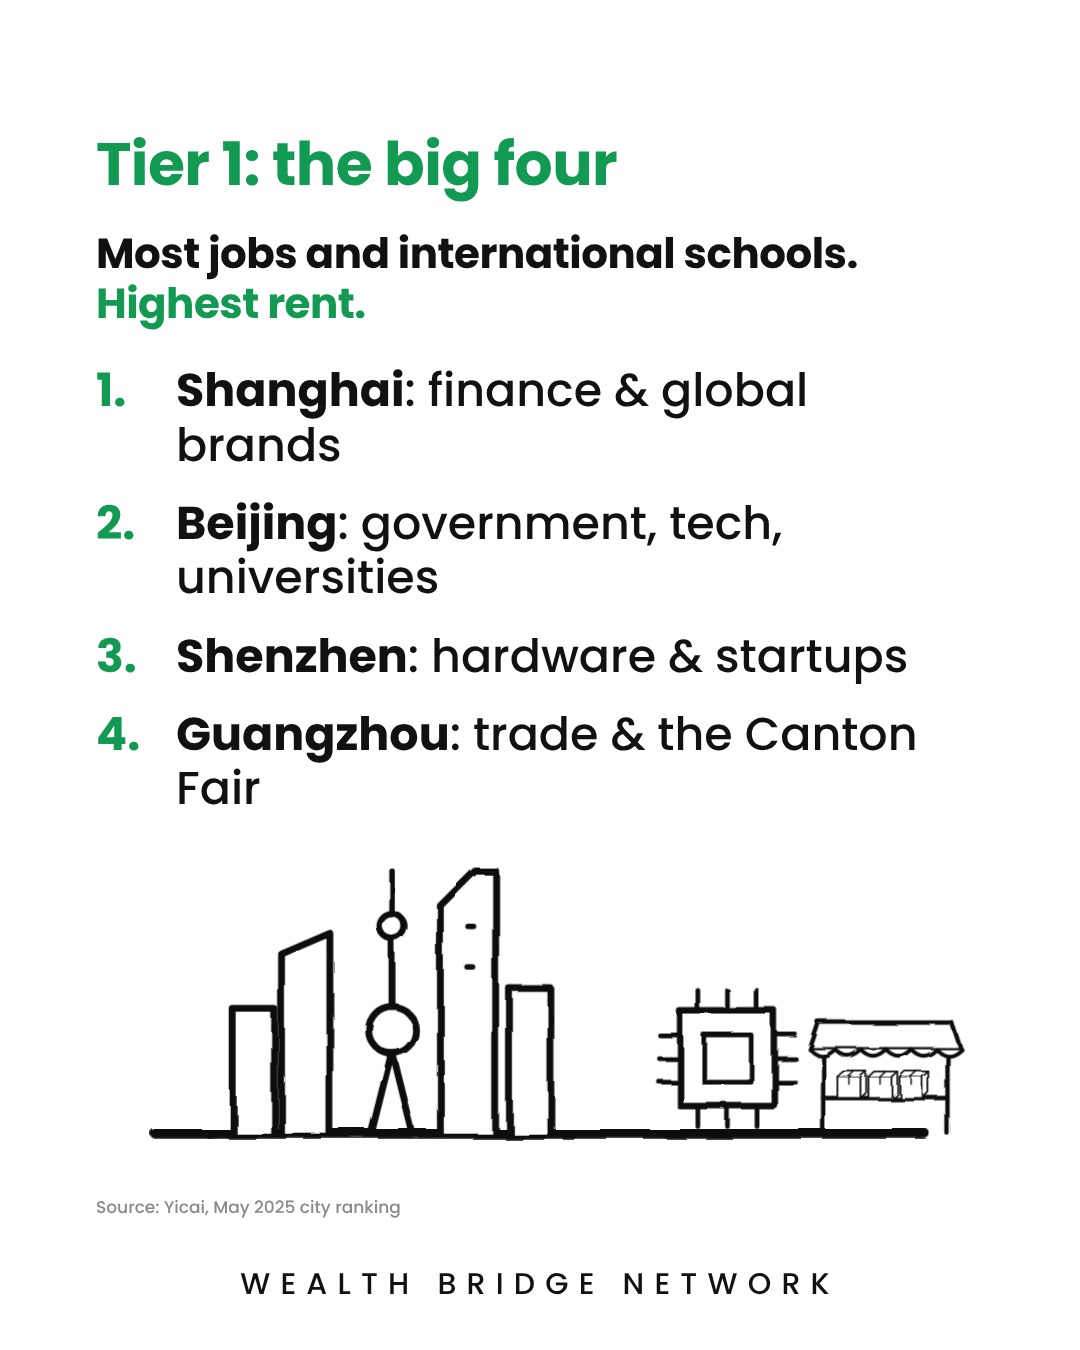 Tier 1: the big four
Most jobs and international schools.
Highest rent.
1. Shanghai: finance & global
brands
2. Beijing: government, tech,
universities
3. Shenzhen: hardware & startups
4. Guangzhou: trade & the Canton
Fair
Source: Yicai, May 2025 city ranking
WEALTH BRIDGE NETWORK